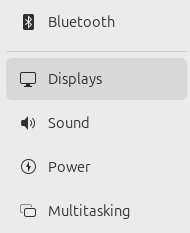 Bluetooth
Displays
Sound
Power
Multitasking